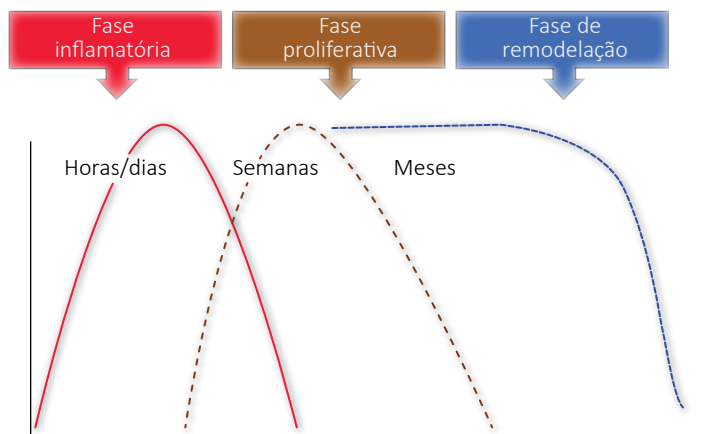 Fase
inflamatória
Fase
proliferativa
Fase de
remodelação
Horas/dias
Semanas
Meses